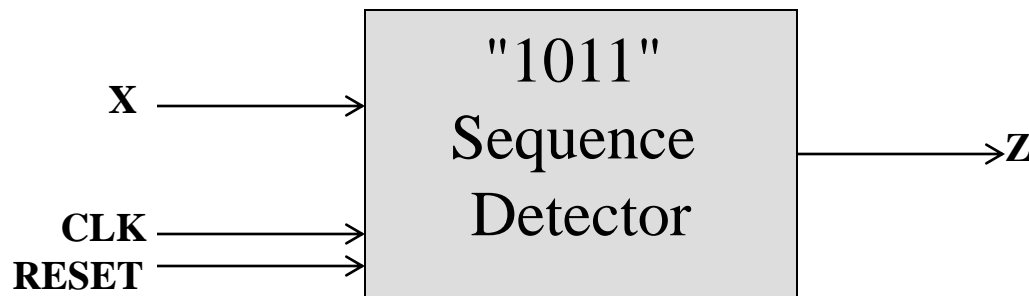 "1011"
Sequence
Detector
X
CLK
RESET
Z